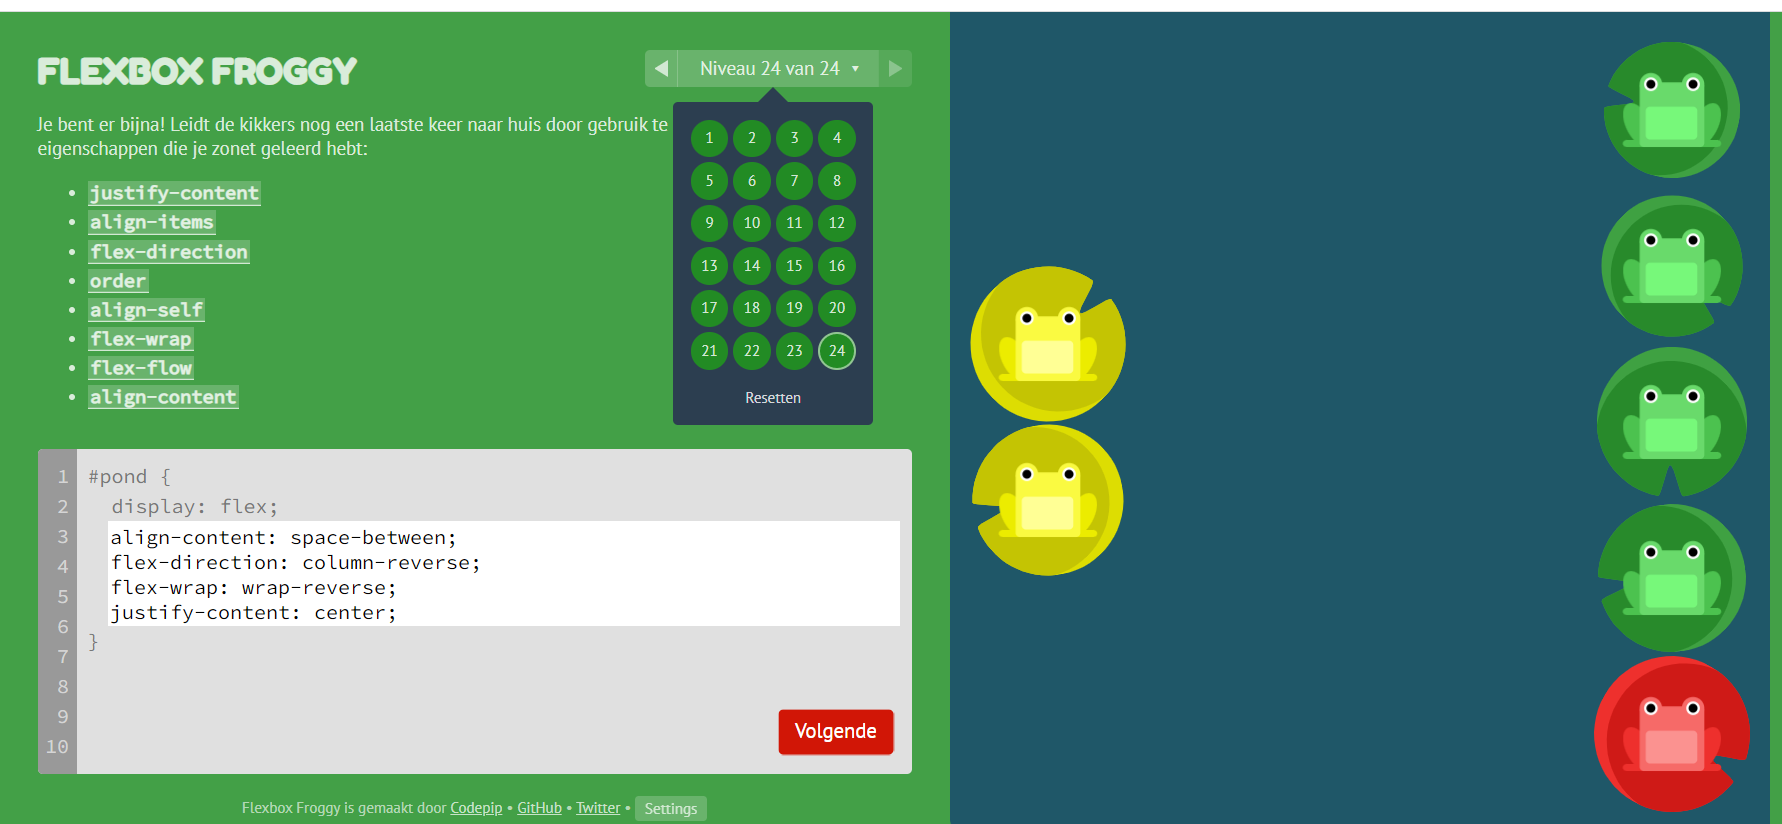 FLEXBOX FROGGY
Niveau 24 van 24
Je bent er bijna! Leidt de kikkers nog een laatste keer naar huis door gebruik te
eigenschappen die je zonet geleerd hebt:
justify-content
align-items
flex-direction
order
align-self
flex-wrap
flex-flow
align-content
1 2 3 4
5 6 7 8
9 10 11 12
13 14 15 16
17 18 19 20
21 22 23 24
Resetten
1 #pond {
2 display: flex;
3 align-content: space-between;
4 flex-direction: column-reverse;
5 flex-wrap: wrap-reverse;
6 justify-content: center;
7 }
8
9
10
Volgende
Flexbox Froggy is gemaakt door Codepip • GitHub • Twitter • Settings